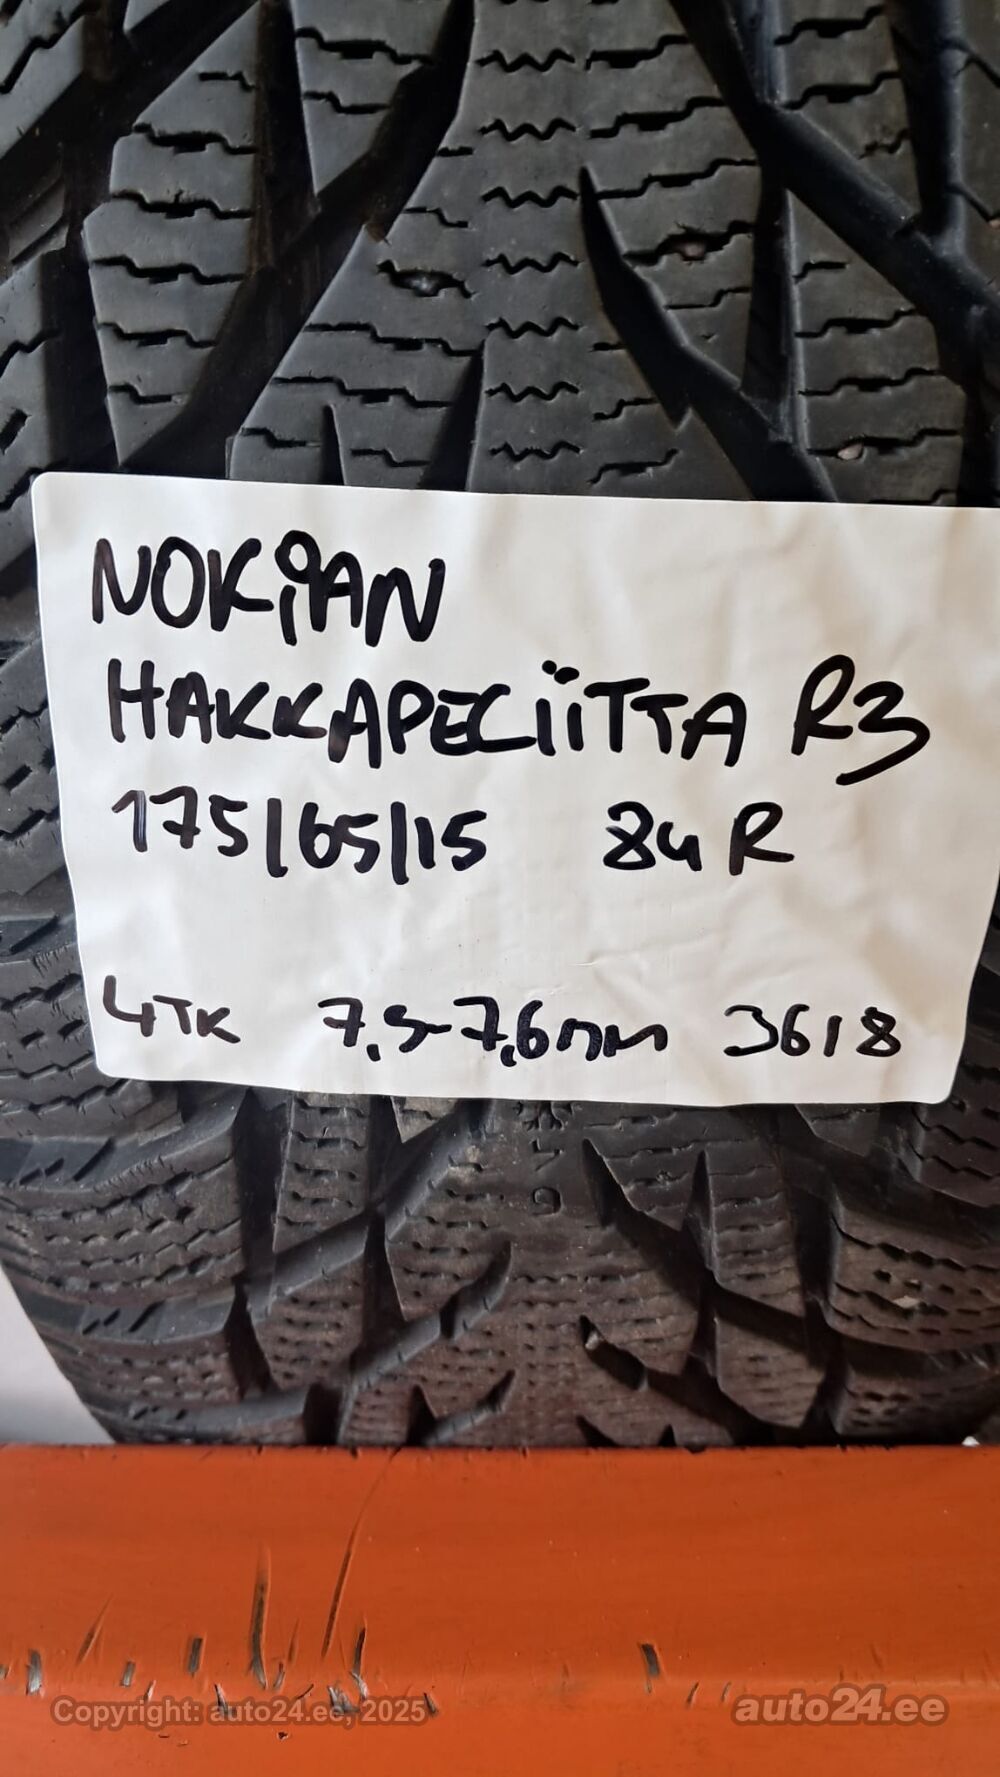 NOKiAN
HAKKAPELiiTTA R3
175/65/15 84R
4TK 7,5-7,6mm 3618
Copyright: auto24.ee, 2025
auto24.ee